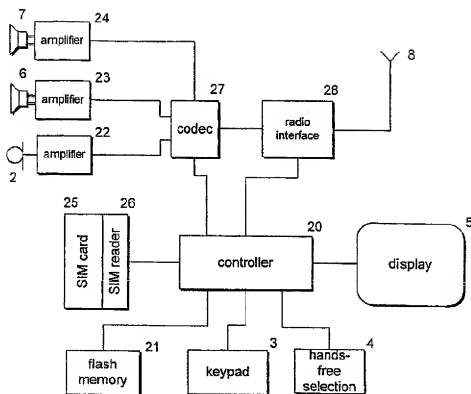 7
24
amplifier
6
23
amplifier
27
28
8
codec
radio
interface
22
amplifier
2
25
26
SIM card
SIM reader
20
controller
5
display
21
flash
memory
3
keypad
4
hands-
free
selection